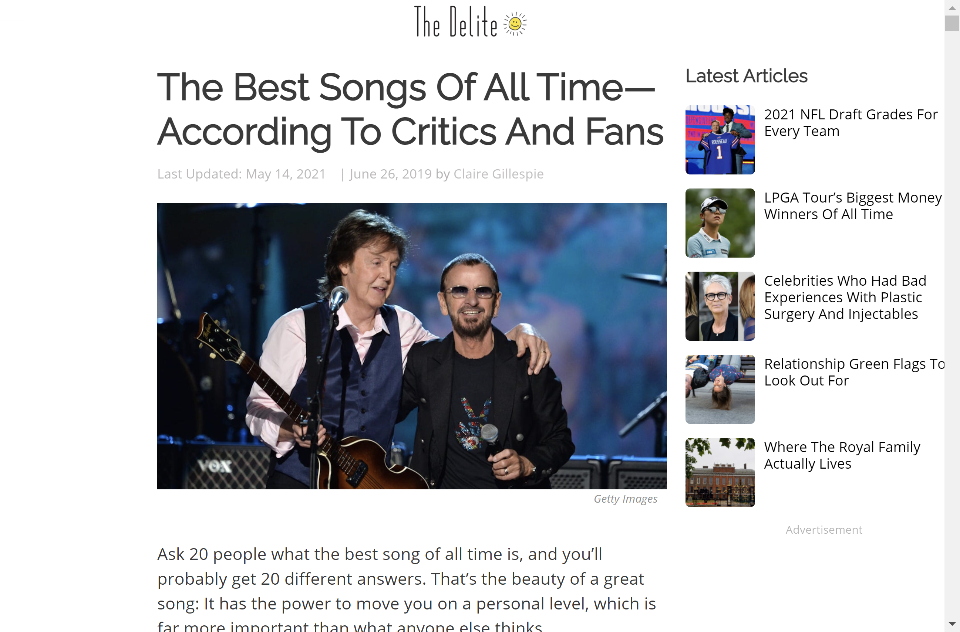 The Delite
The Best Songs Of All Time—
According To Critics And Fans
Last Updated: May 14, 2021 | June 26, 2019 by Claire Gillespie
VOX
Getty Images
Ask 20 people what the best song of all time is, and you'll
probably get 20 different answers. That's the beauty of a great
song: It has the power to move you on a personal level, which is
far more important than what anyone else thinks.
Latest Articles
2021 NFL Draft Grades For
Every Team
LPGA Tour's Biggest Money
Winners Of All Time
Celebrities Who Had Bad
Experiences With Plastic
Surgery And Injectables
Relationship Green Flags To
Look Out For
Where The Royal Family
Actually Lives
Advertisement